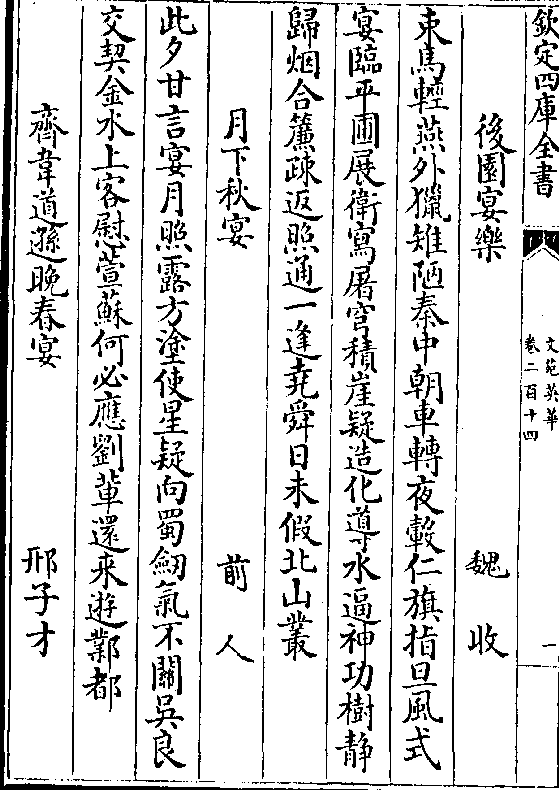 欽定四庫全書
文苑英華
卷二百十四
一
後園宴樂 魏收
束馬輕燕外獵雉陋秦中朝車轉夜轂仁旗指旦風式
宴臨平圃展衛寫屠穹積崖疑造化導水逼神功樹静
歸烟合簾疎返照通一逢堯舜日未假北山叢
月下秋宴 前人
此夕甘言宴月照露方塗使星疑向蜀劒氣不關吳良
交契金水上客慰萱蘇何必應劉軰還来遊鄴都
齊韋道遜晚春宴 邢子才